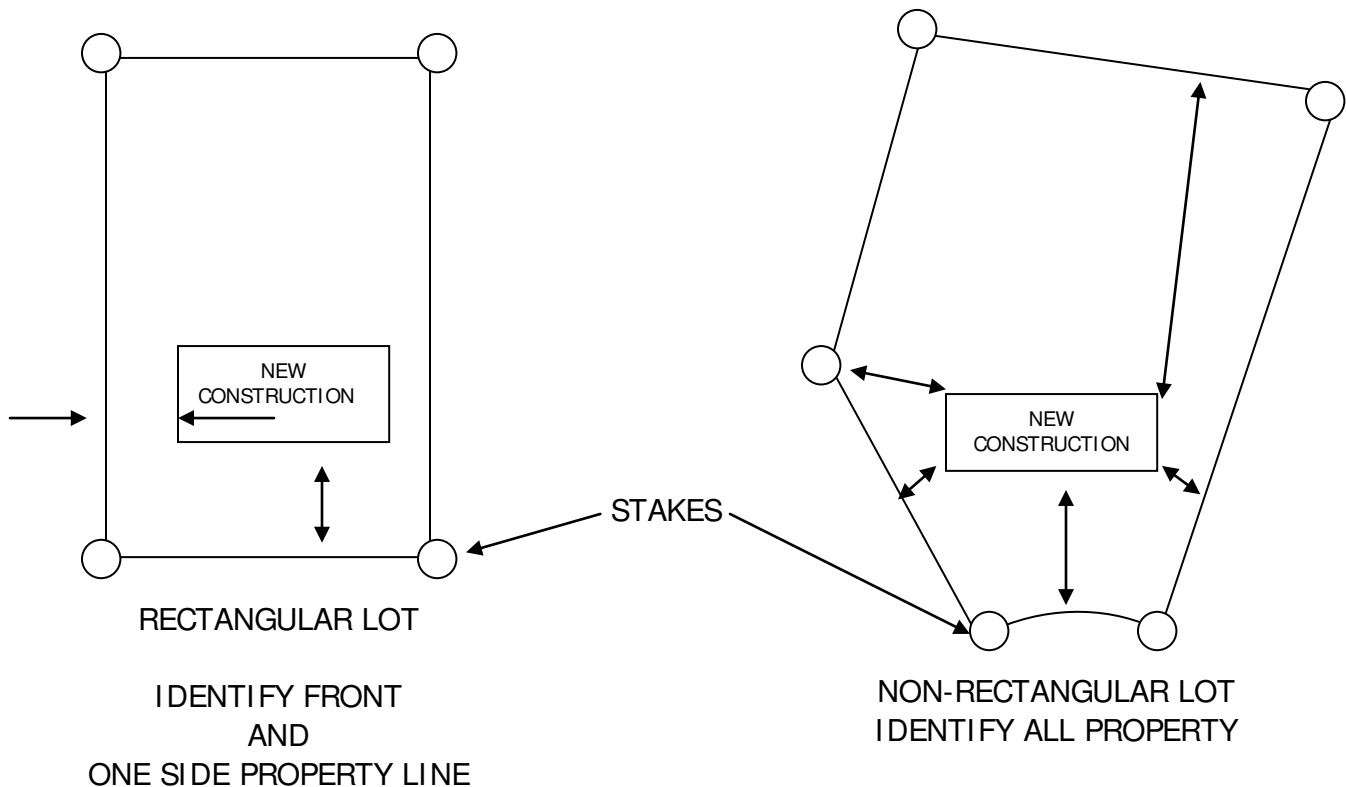 NEW
CONSTRUCTION
NEW
CONSTRUCTION
STAKES
RECTANGULAR LOT
IDENTIFY FRONT
AND
ONE SIDE PROPERTY LINE
NON-RECTANGULAR LOT
IDENTIFY ALL PROPERTY